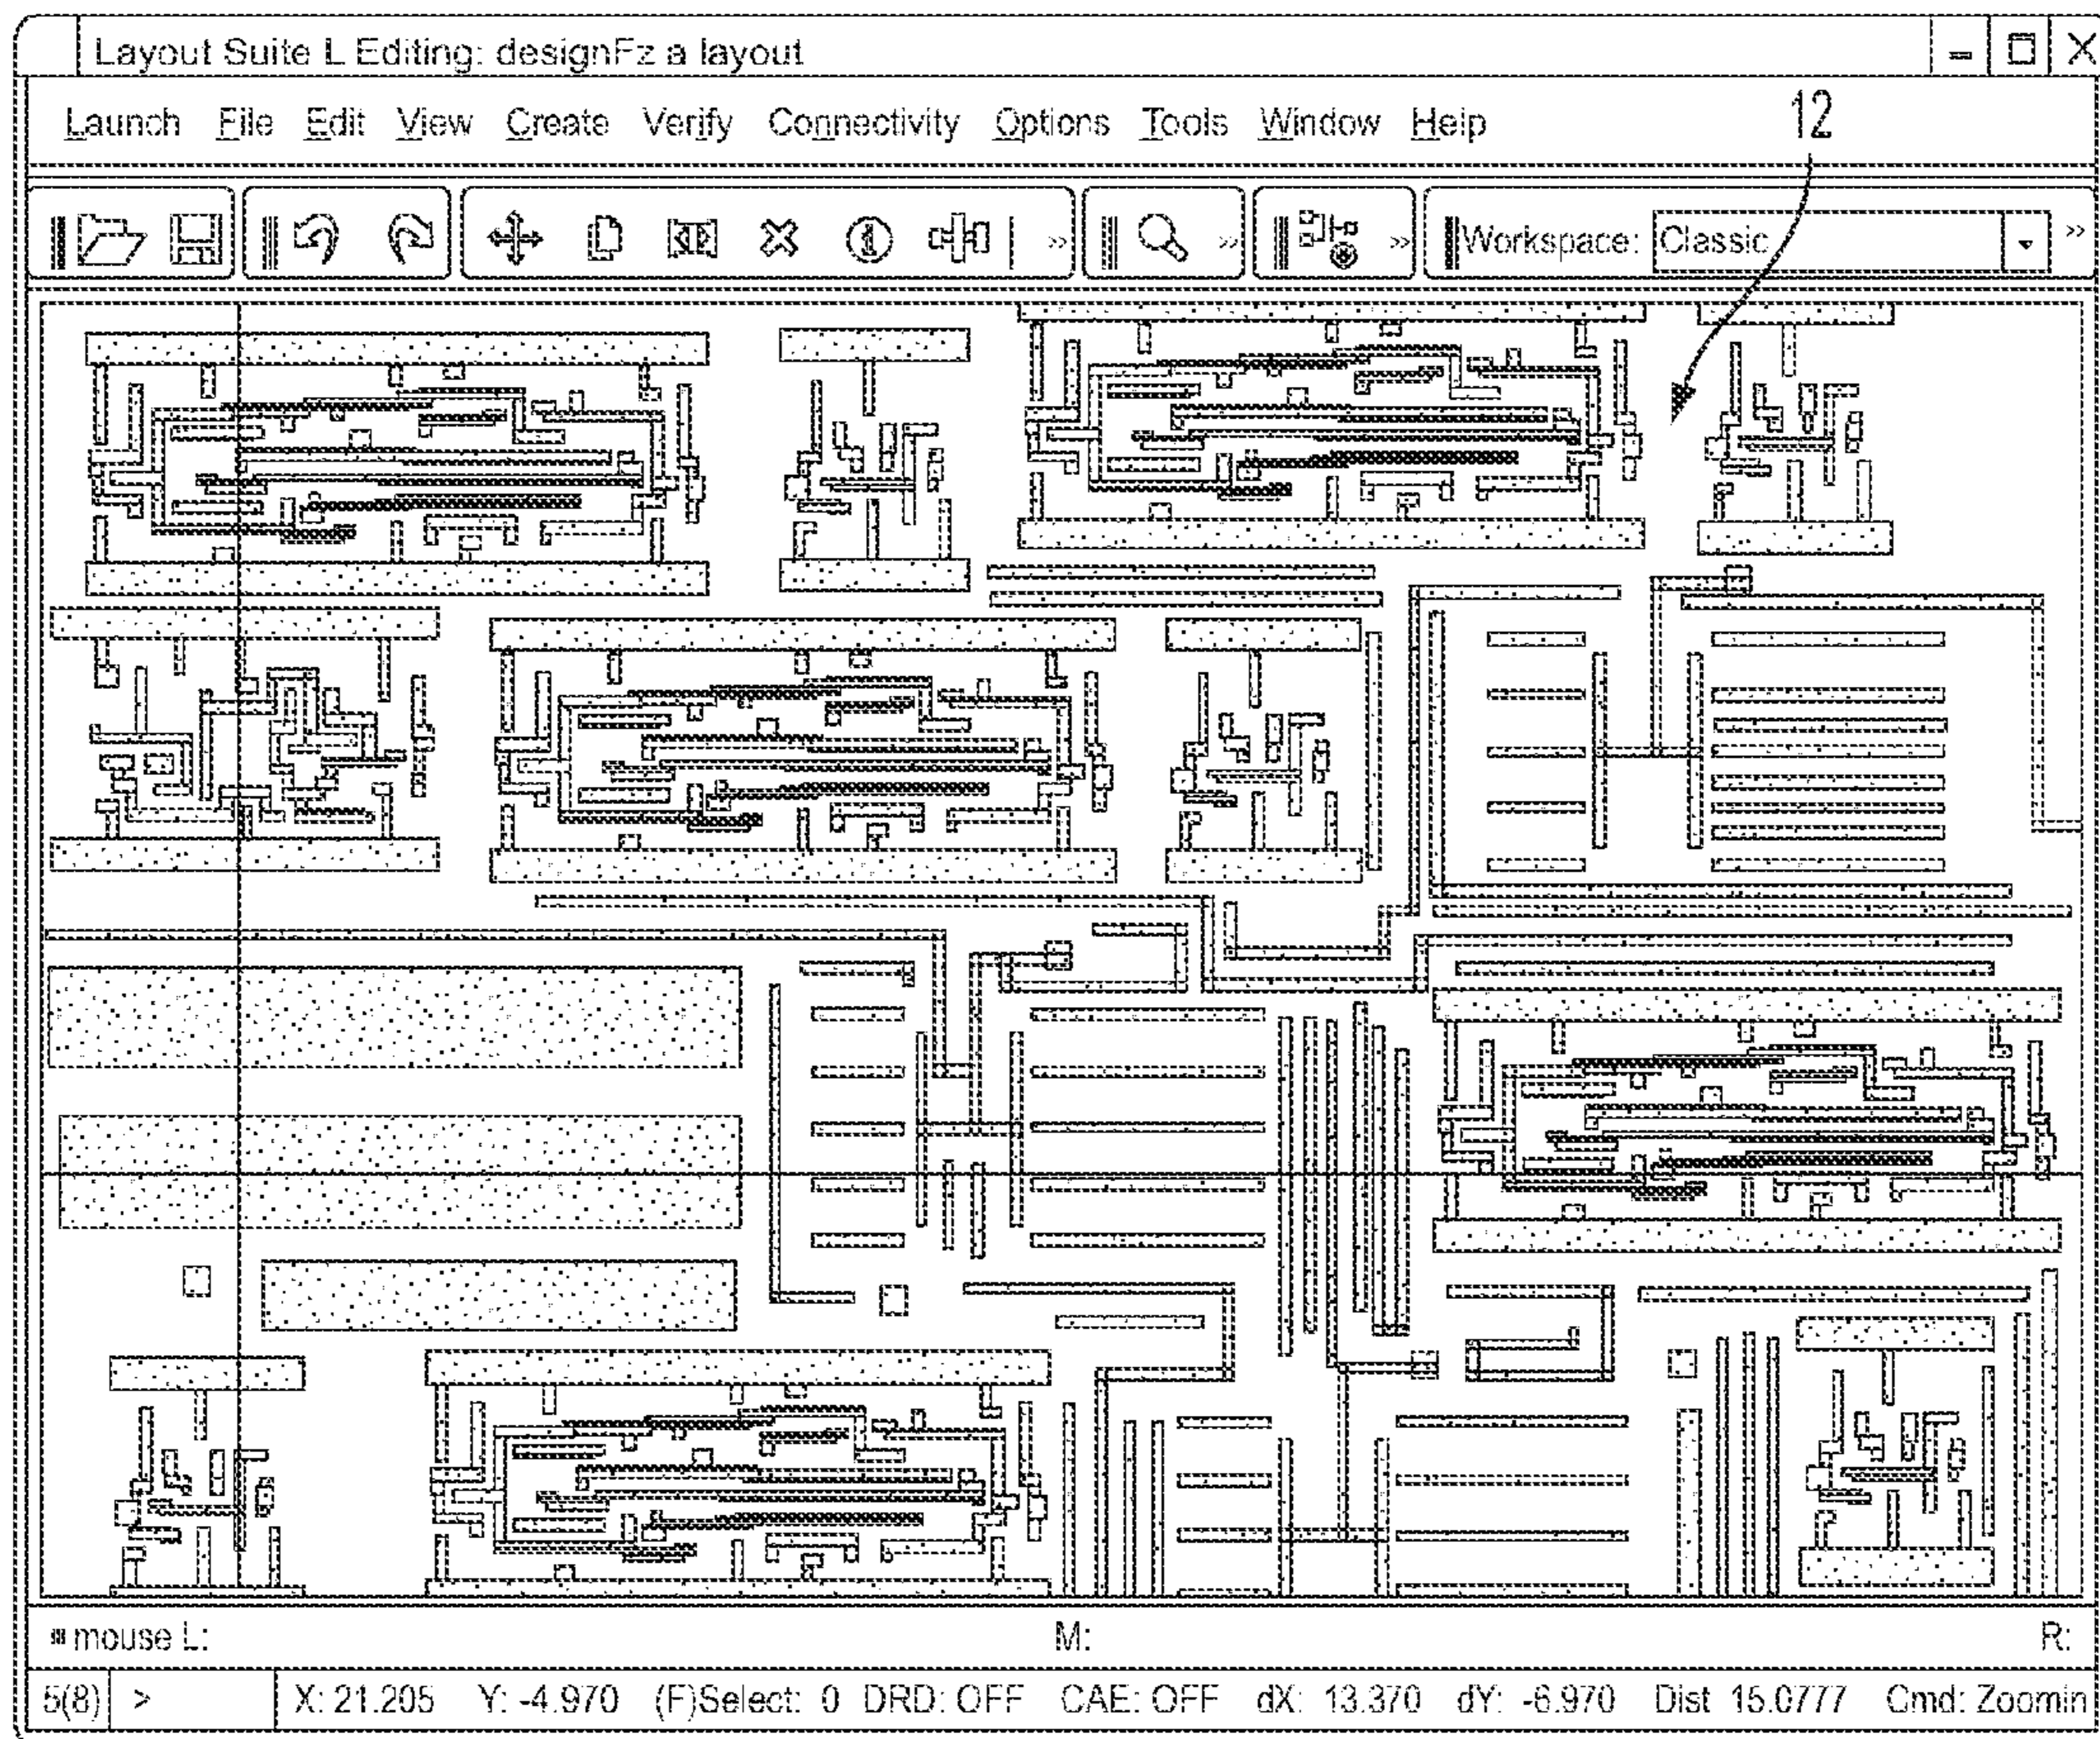 Layout Suite L Editing: designFz a layout
Launch File Edit View Create Verify Connectivity Options Tools Window Help
12
Workspace: Classic
mouse L: M: R:
5(8) > X: 21.205 Y: -4.970 (F)Select: 0 DRD: OFF CAE: OFF dX: 13.370 dY: -6.970 Dist 15.0777 Cmd: Zoomin